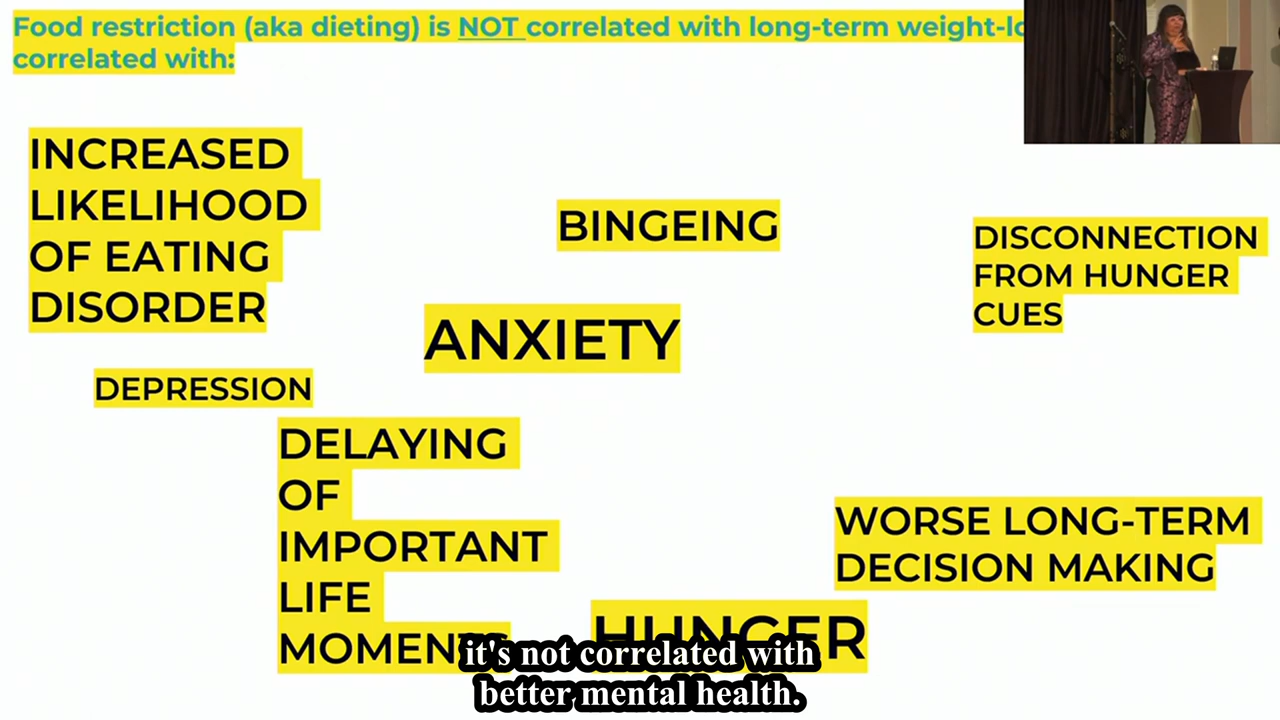 Food restriction (aka dieting) is NOT correlated with long-term
correlated with:
INCREASED
LIKELIHOOD
OF EATING
DISORDER
BINGEING
DISCONNECTION
FROM HUNGER
CUES
ANXIETY
DEPRESSION
DELAYING
OF
IMPORTANT
LIFE
MOMENTS
WORSE LONG-TERM
DECISION MAKING
HUNGER
it's not correlated with
better mental health.